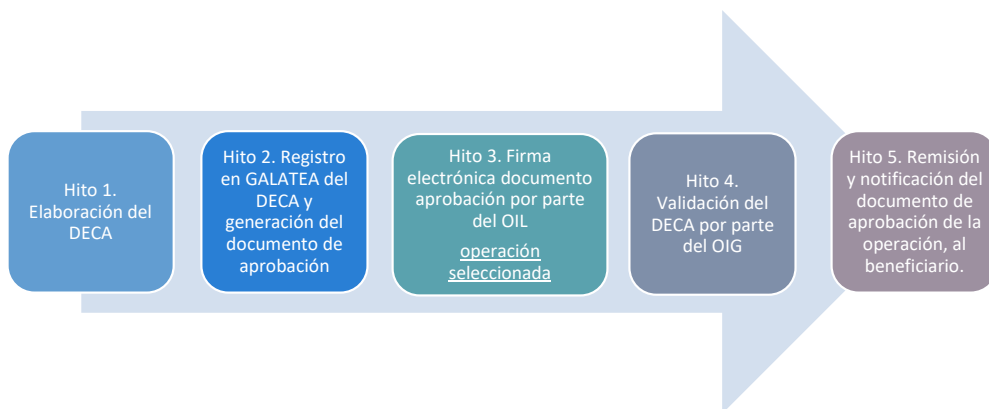 Hito 1.
Elaboración del
DECA
Hito 2. Registro
en GALATEA del
DECA y
generación del
documento de
aprobación
Hito 3. Firma
electrónica documento
aprobación por parte
del OIL
operación
seleccionada
Hito 4.
Validación del
DECA por parte
del OIG
Hito 5. Remisión
y notificación del
documento de
aprobación de la
operación, al
beneficiario.